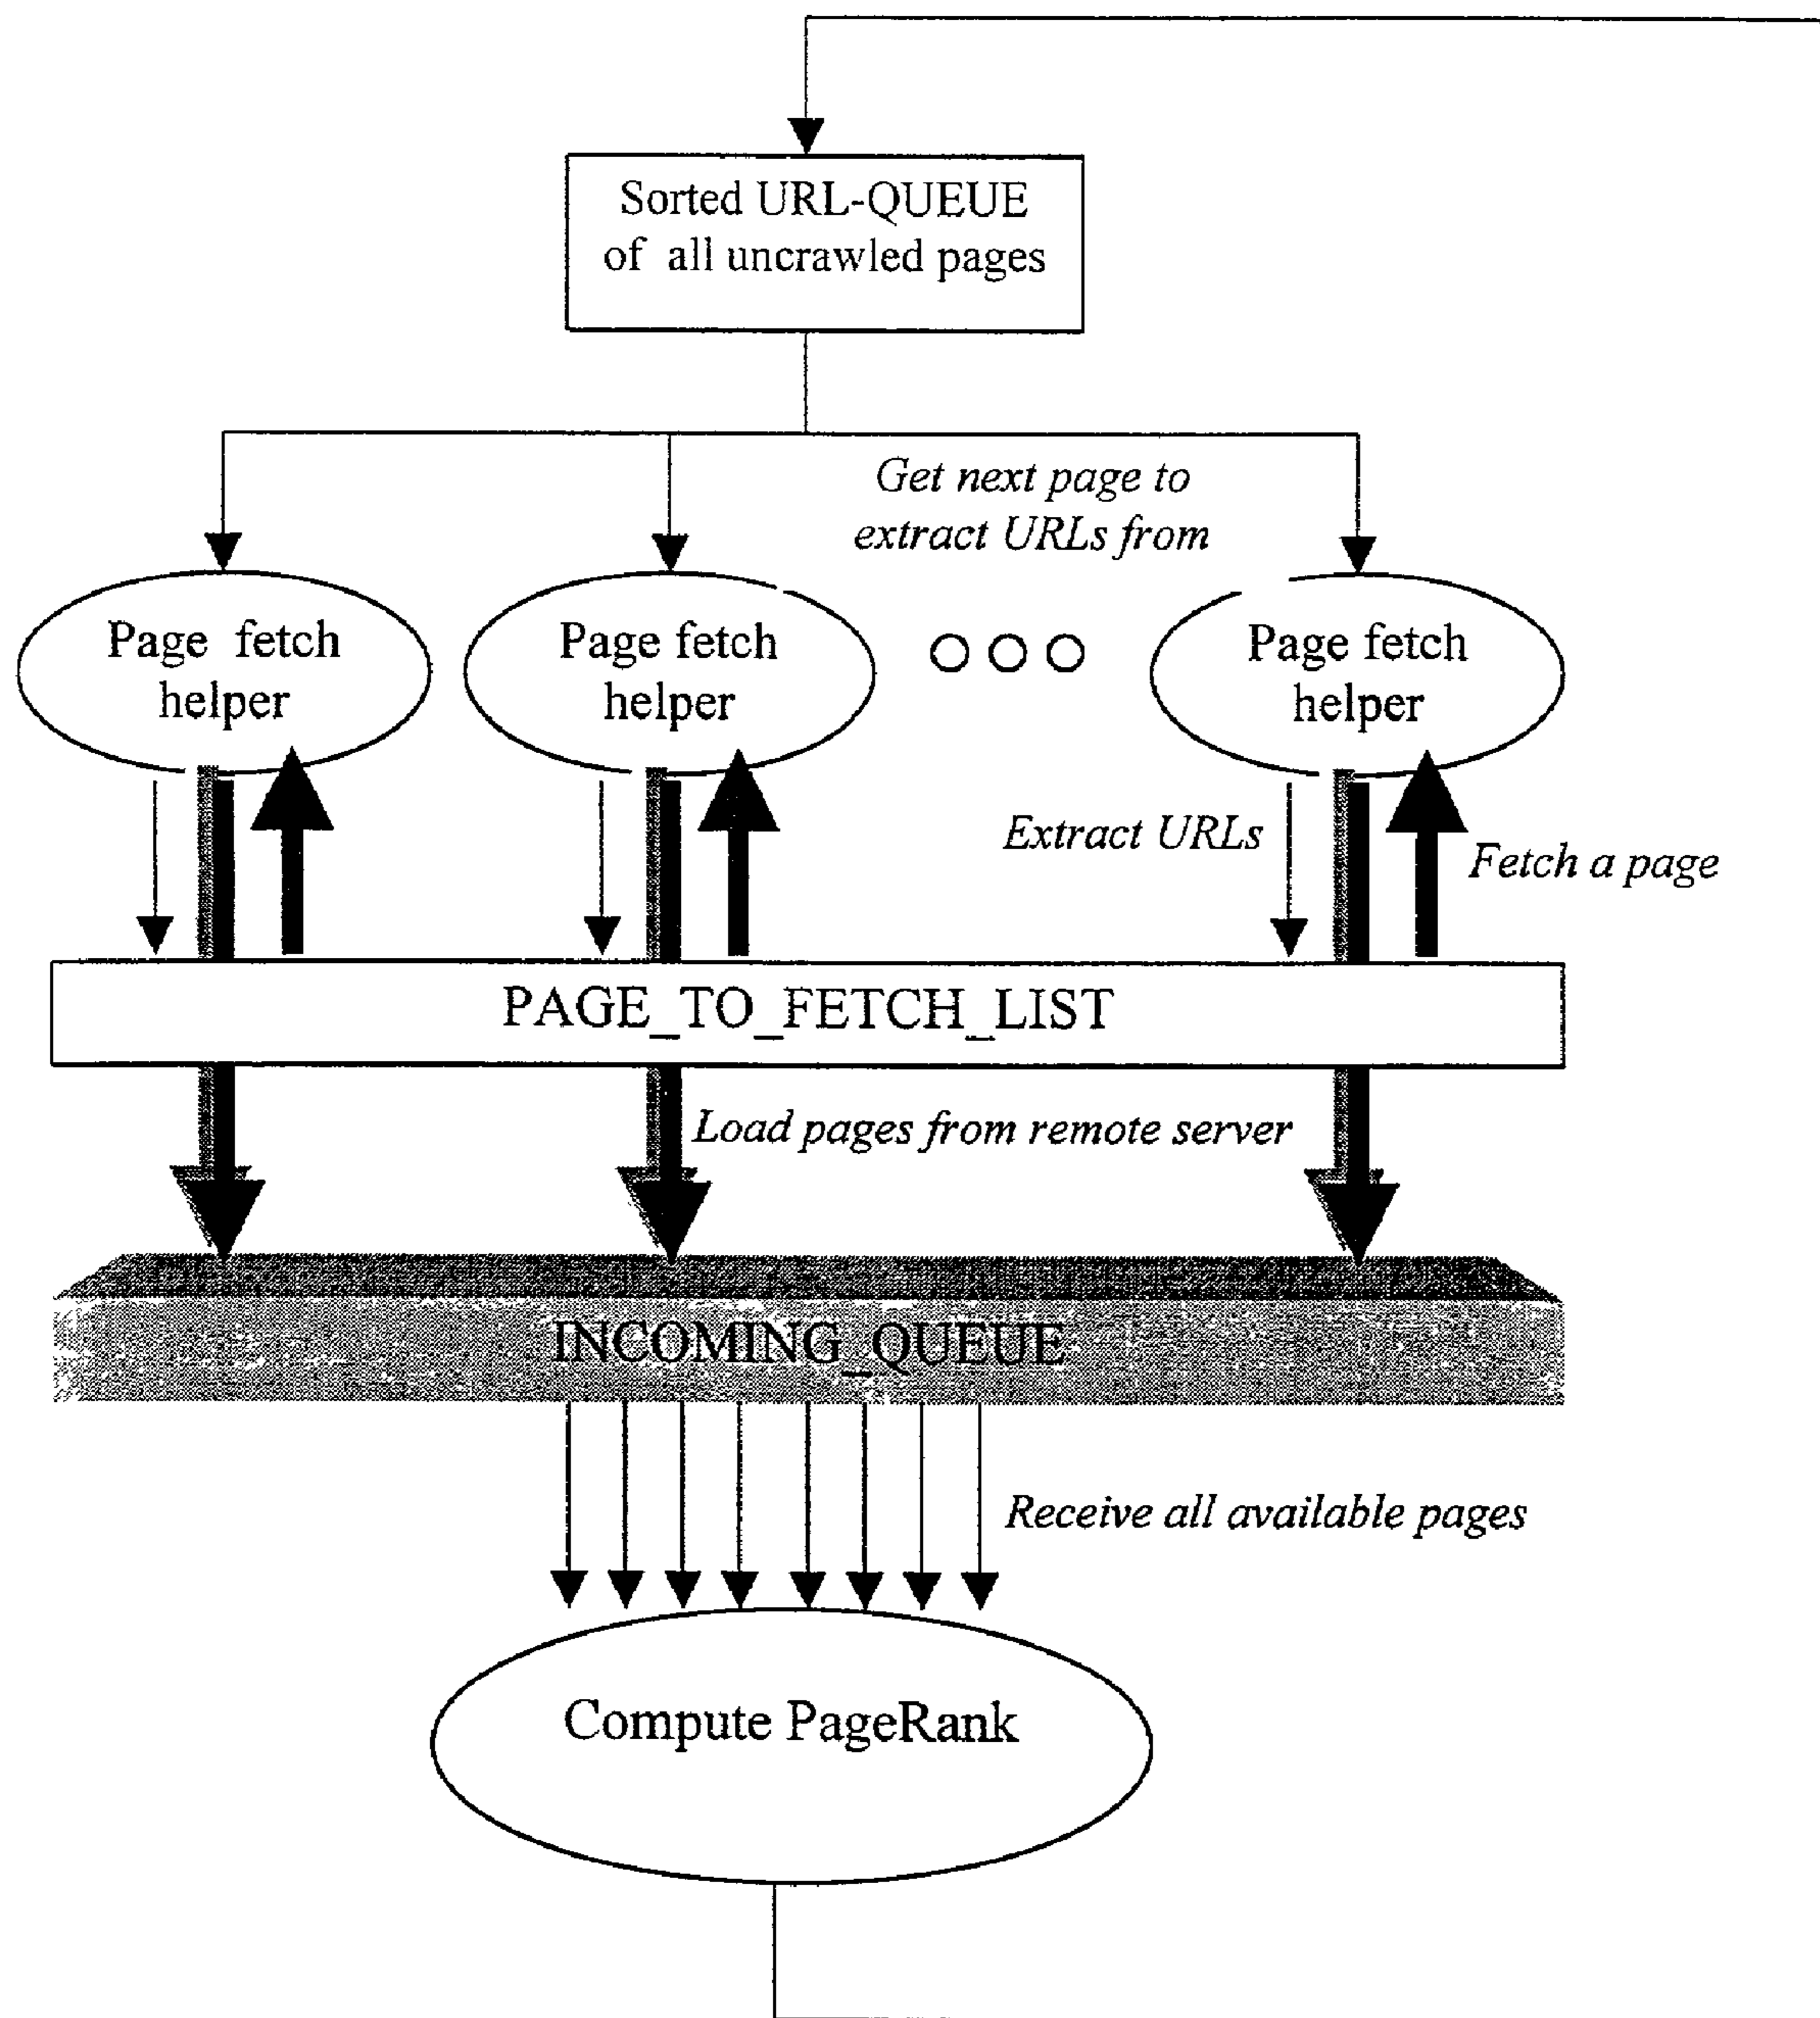 Sorted URL-QUEUE
of all uncrawled pages
Get next page to
extract URLs from
Page fetch
helper
Page fetch
helper
Page fetch
helper
Extract URLs
Fetch a page
PAGE_TO_FETCH_LIST
Load pages from remote server
INCOMING_QUEUE
Receive all available pages
Compute PageRank